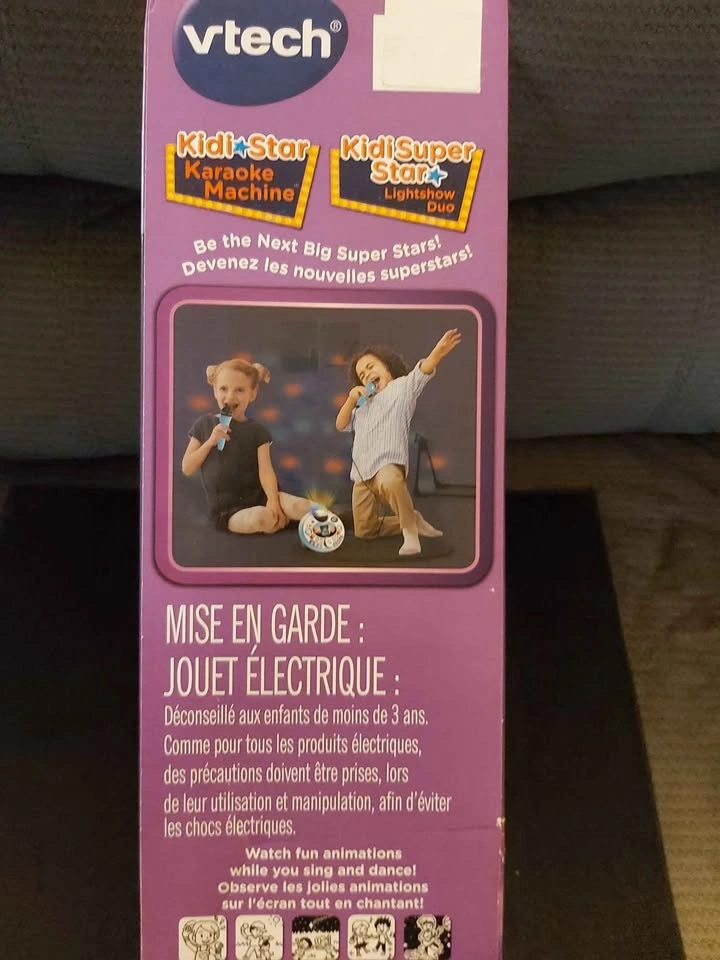 vtech®
Kidi Star
Karaoke
Machine
Kidi Super
Star
Lightshow
Duo
Be the Next Big Super Stars!
Devenez les nouvelles superstars!
MISE EN GARDE :
JOUET ÉLECTRIQUE :
Déconseillé aux enfants de moins de 3 ans.
Comme pour tous les produits électriques,
des précautions doivent être prises, lors
de leur utilisation et manipulation, afin d'éviter
les chocs électriques.
Watch fun animations
while you sing and dance!
Observe les jolies animations
sur l'écran tout en chantant!